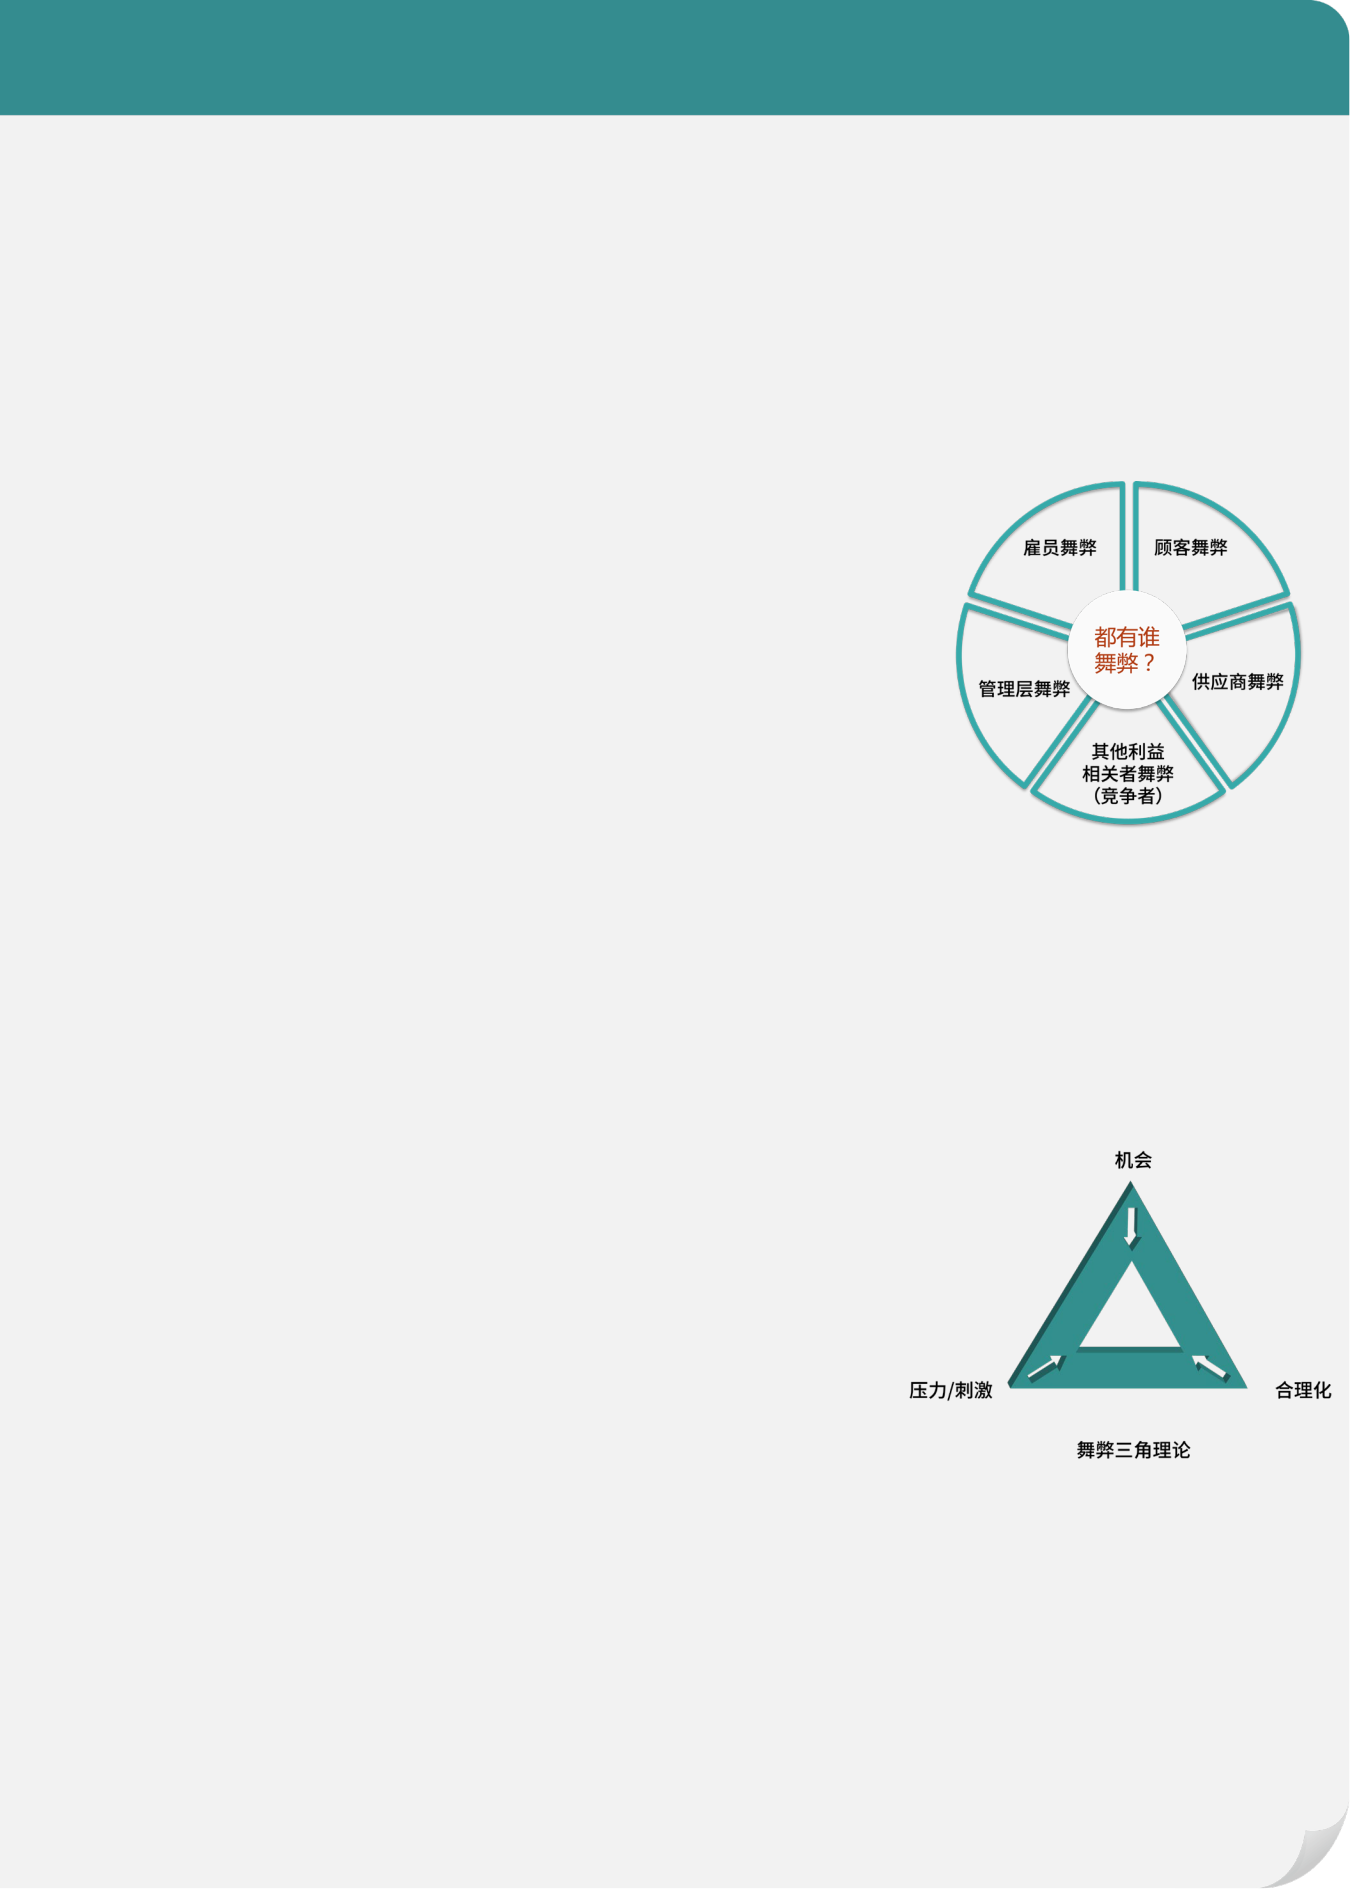 雇员舞弊
顾客舞弊
都有谁
舞弊？
管理层舞弊
供应商舞弊
其他利益
相关者舞弊
（竞争者）
机会
压力/刺激
合理化
舞弊三角理论